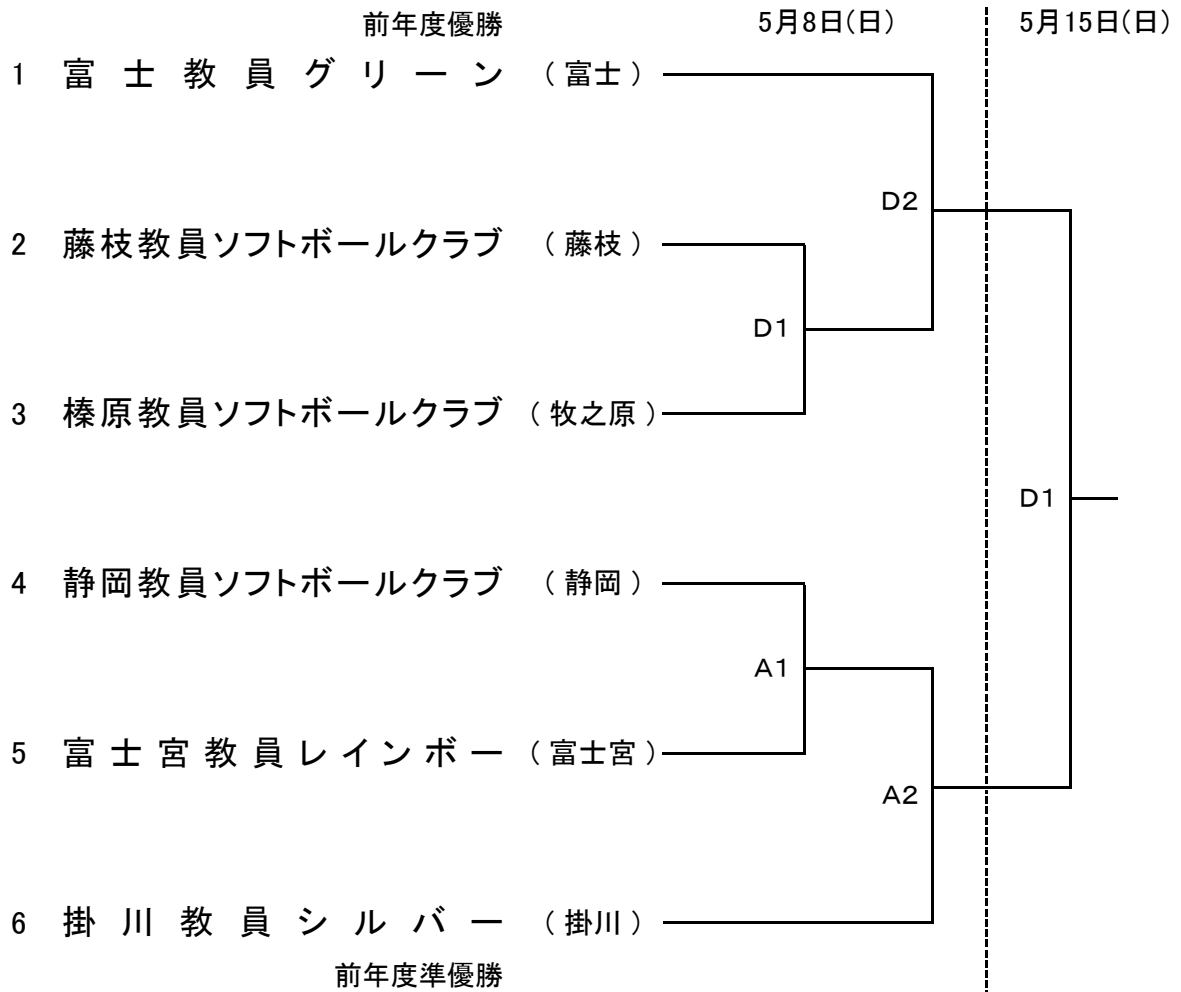 前年度優勝 5月8日(日) 5月15日(日)
1 富士教員グリーン (富士)
D2
2 藤枝教員ソフトボールクラブ (藤枝)
D1
3 榛原教員ソフトボールクラブ (牧之原)
D1
4 静岡教員ソフトボールクラブ (静岡)
A1
5 富士宮教員レインボー (富士宮)
A2
6 掛川教員シルバー (掛川)
前年度準優勝